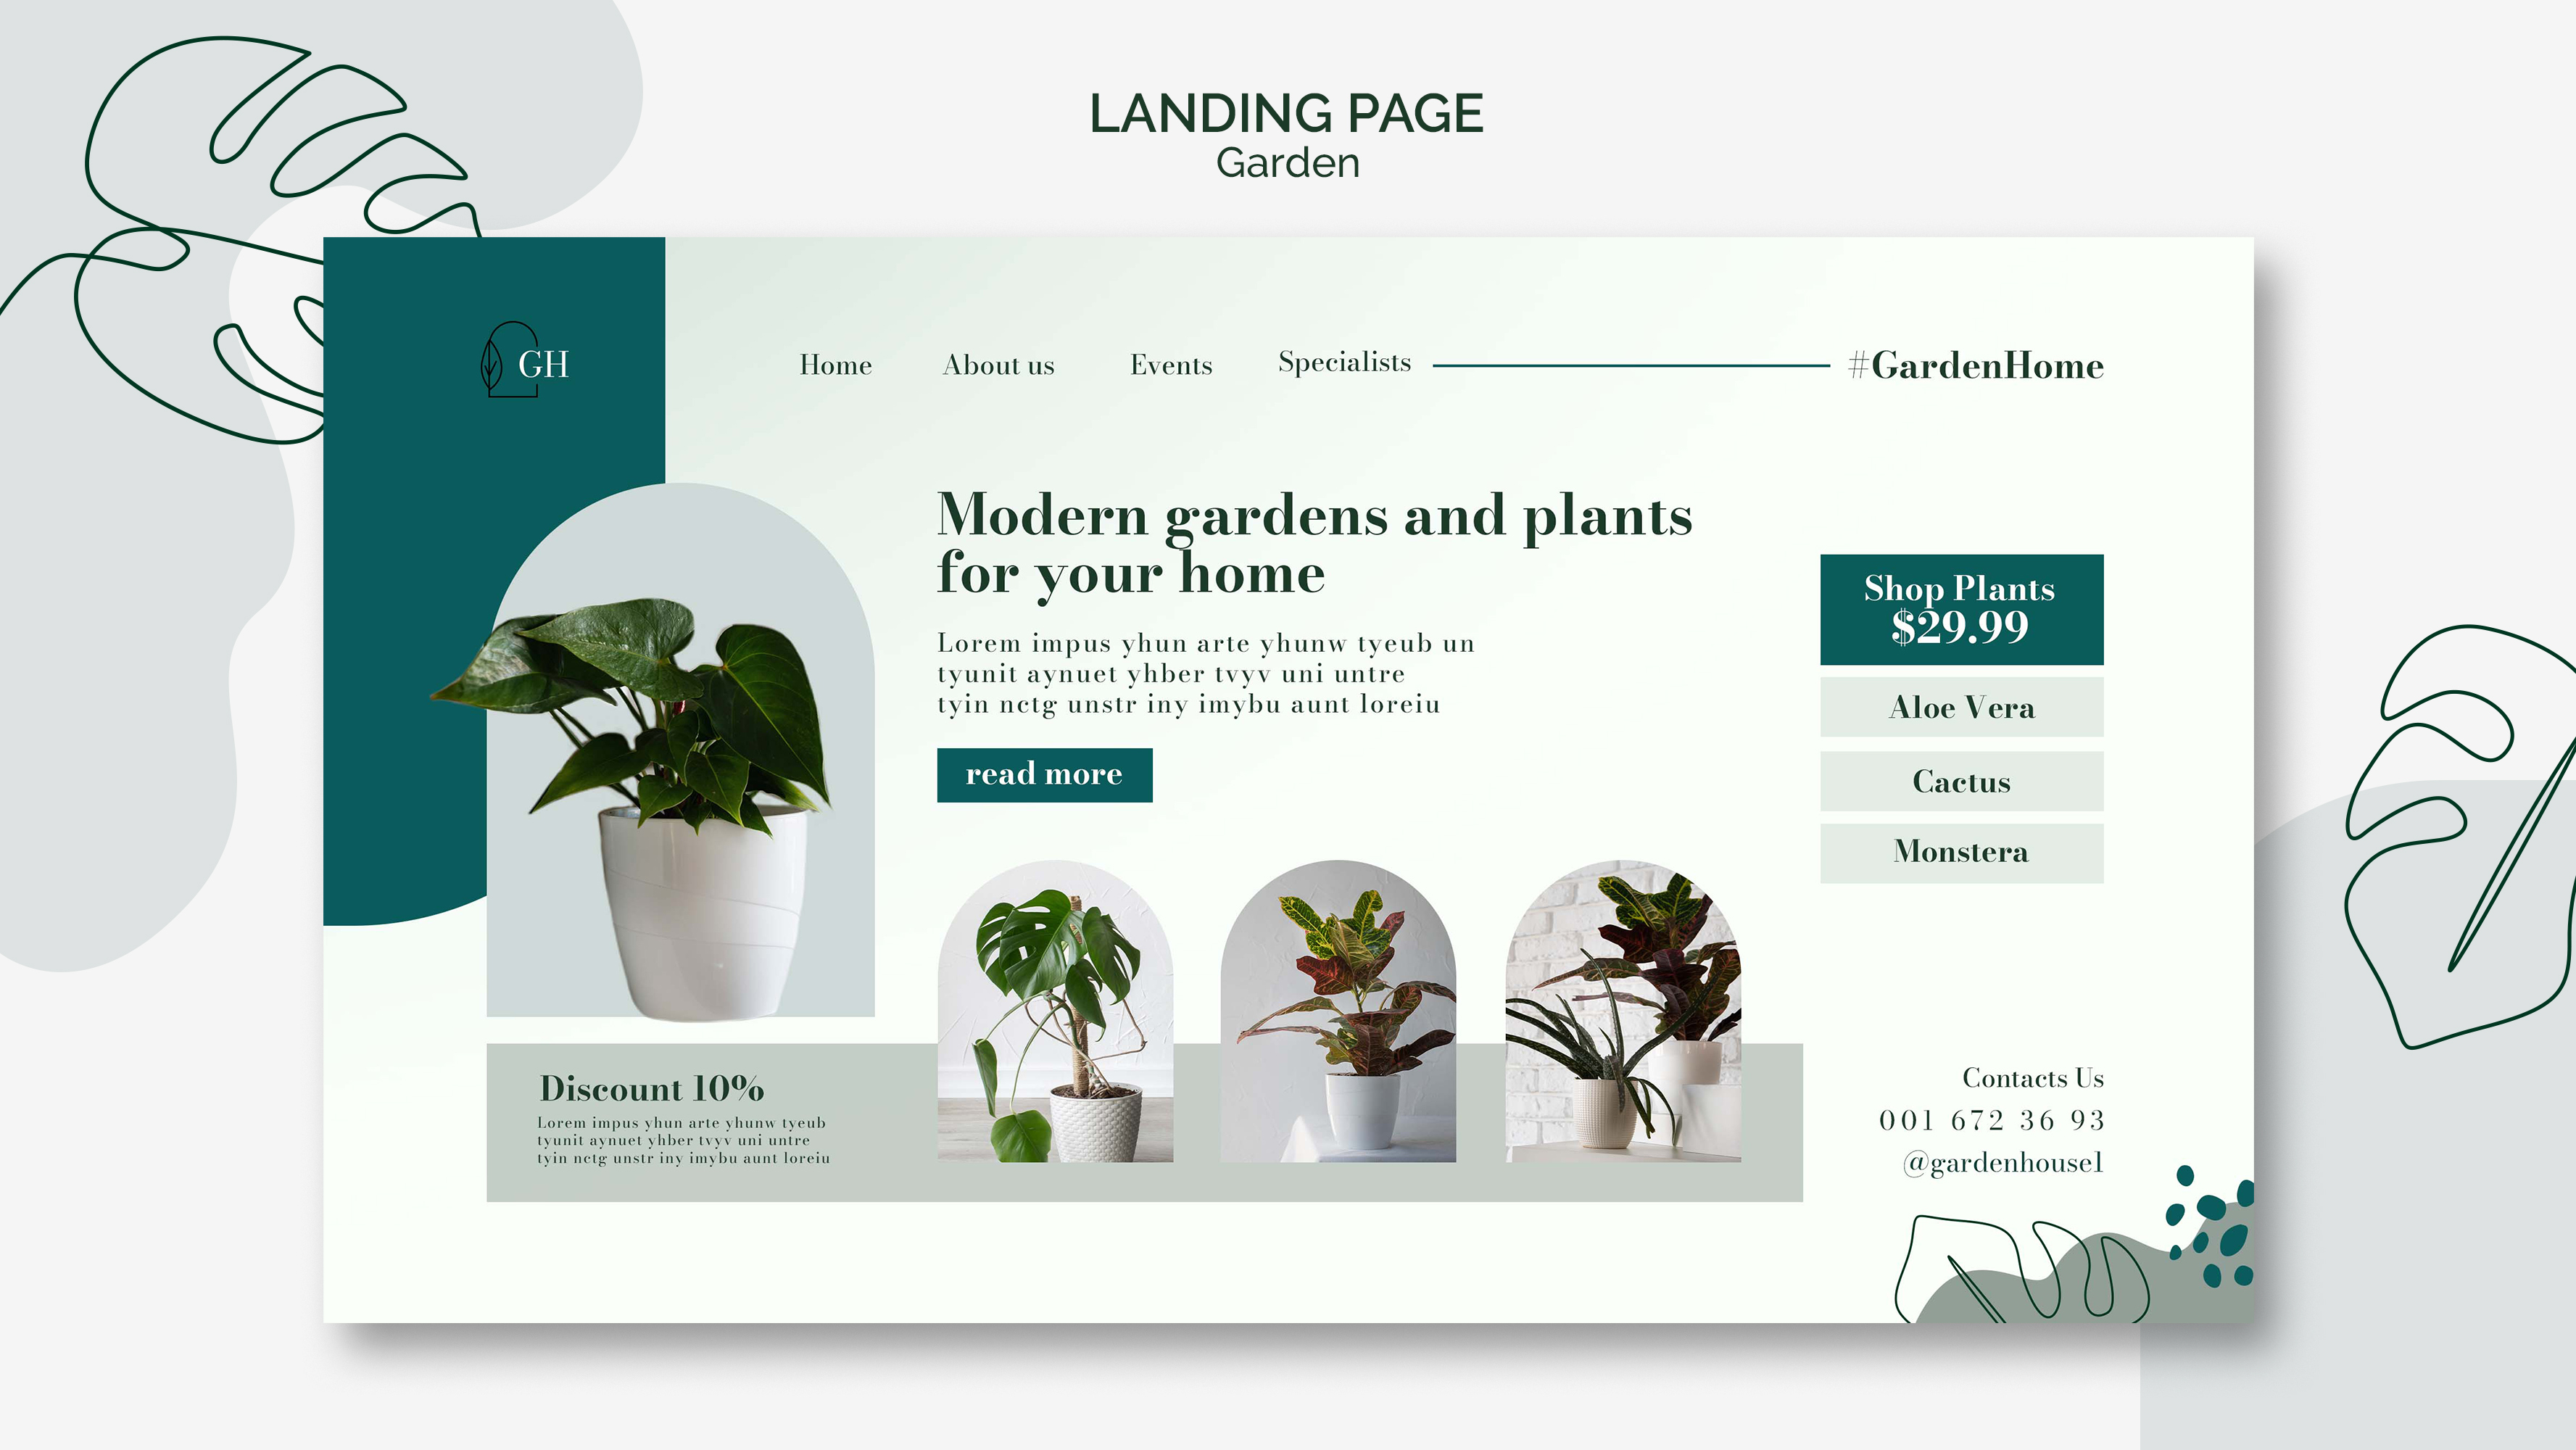 LANDING PAGE
Garden
GH
Home
About us
Events
Specialists
#GardenHome
Modern gardens and plants
for your home
Lorem impus yhun arte yhunw tyeub un
tyunit aynuet yhber tvyv uni untre
tyin nctg unstr iny imybu aunt loreiu
read more
Shop Plants
$29.99
Aloe Vera
Cactus
Monstera
Discount 10%
Lorem impus yhun arte yhunw tyeub
tyunit aynuet yhber tvyv uni untre
tyin nctg unstr iny imybu aunt loreiu
Contacts Us
001 672 36 93
@gardenhouse1